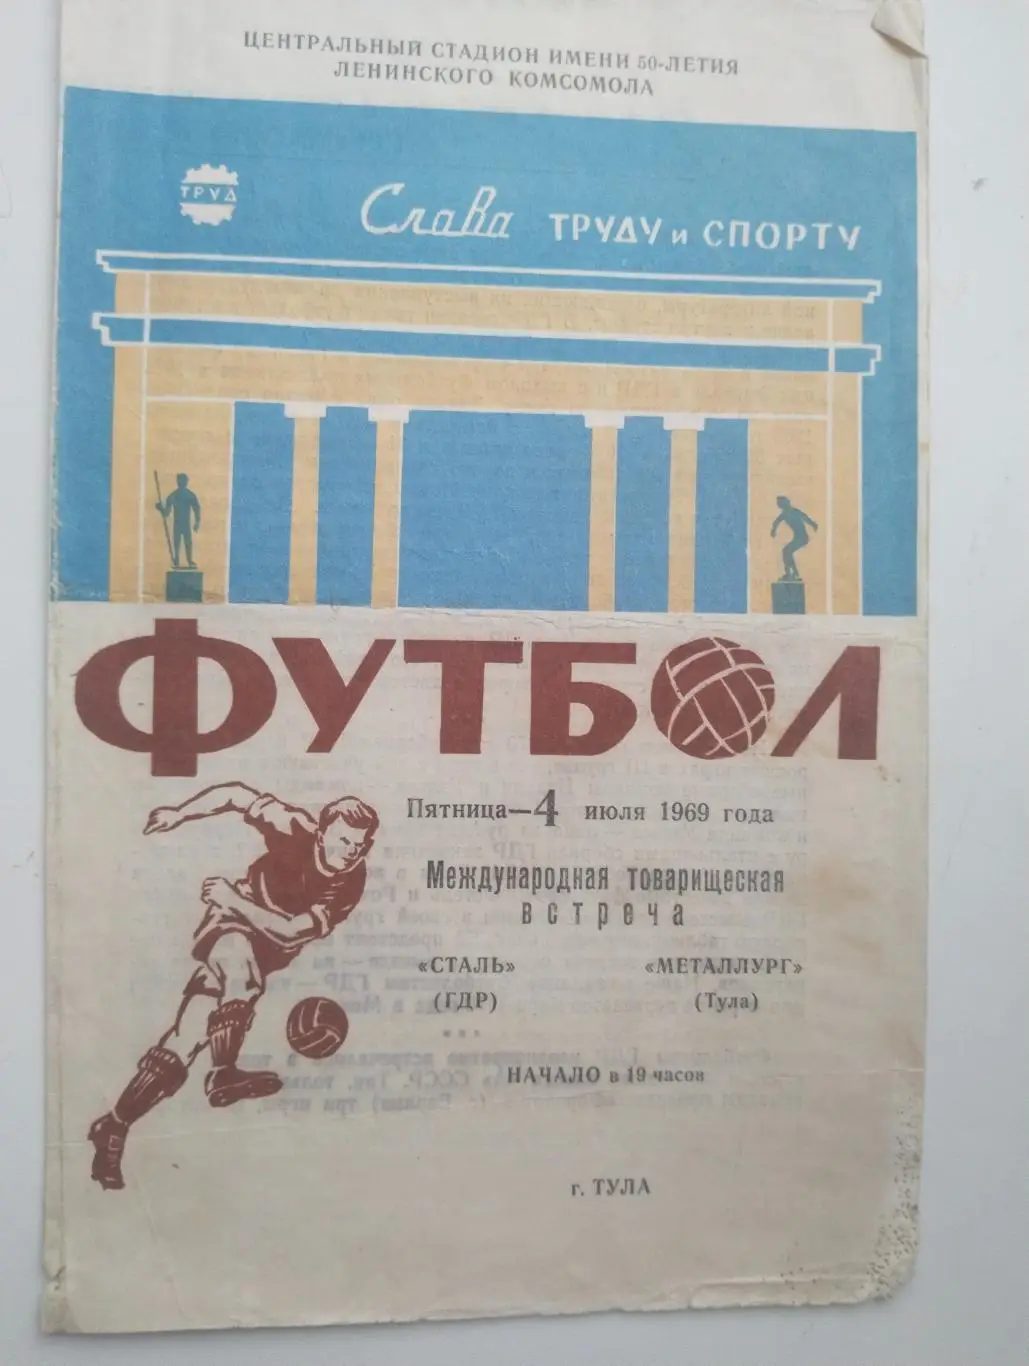 ЦЕНТРАЛЬНЫЙ СТАДИОН ИМЕНИ 50-ЛЕТИЯ
ЛЕНИНСКОГО КОМСОМОЛА
ТРУД
Слава ТРУДУ и СПОРТУ
ФУТБОЛ
Пятница—4 июля 1969 года
Международная товарищеская
встреча
«СТАЛЬ» «МЕТАЛЛУРГ»
(ГДР) (Тула)
НАЧАЛО в 19 часов
г. ТУЛА